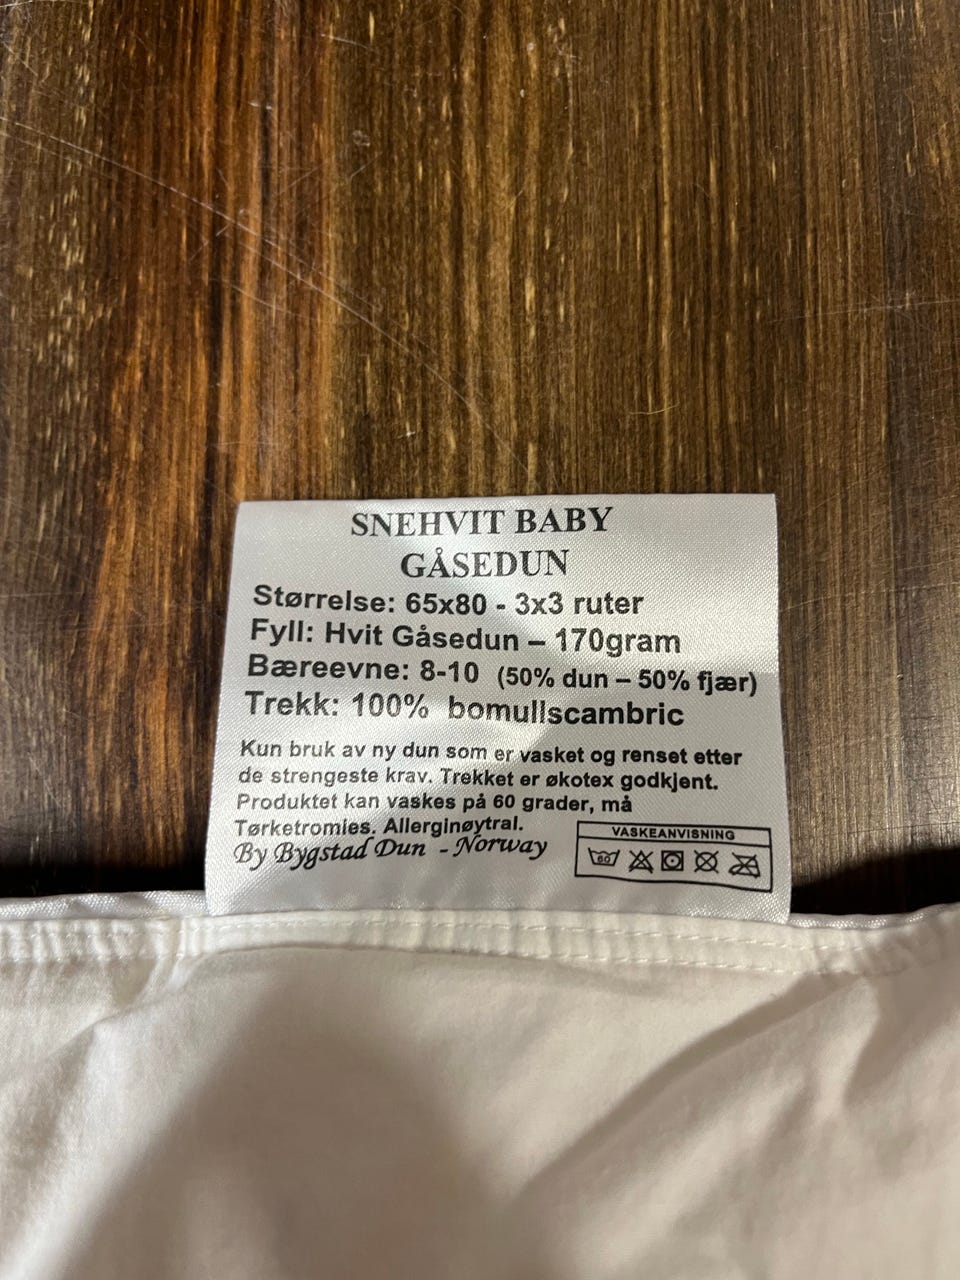 SNEHVIT BABY
GÅSEDUN
Størrelse: 65x80 - 3x3 ruter
Fyll: Hvit Gåsedun – 170gram
Bæreevne: 8-10 (50% dun – 50% fjær)
Trekk: 100% bomullscambric
Kun bruk av ny dun som er vasket og renset etter
de strengeste krav. Trekket er økotex godkjent.
Produktet kan vaskes på 60 grader, må
Tørketromles. Allerginøytral.
By Bygstad Dun - Norway
VASKEANVISNING
60